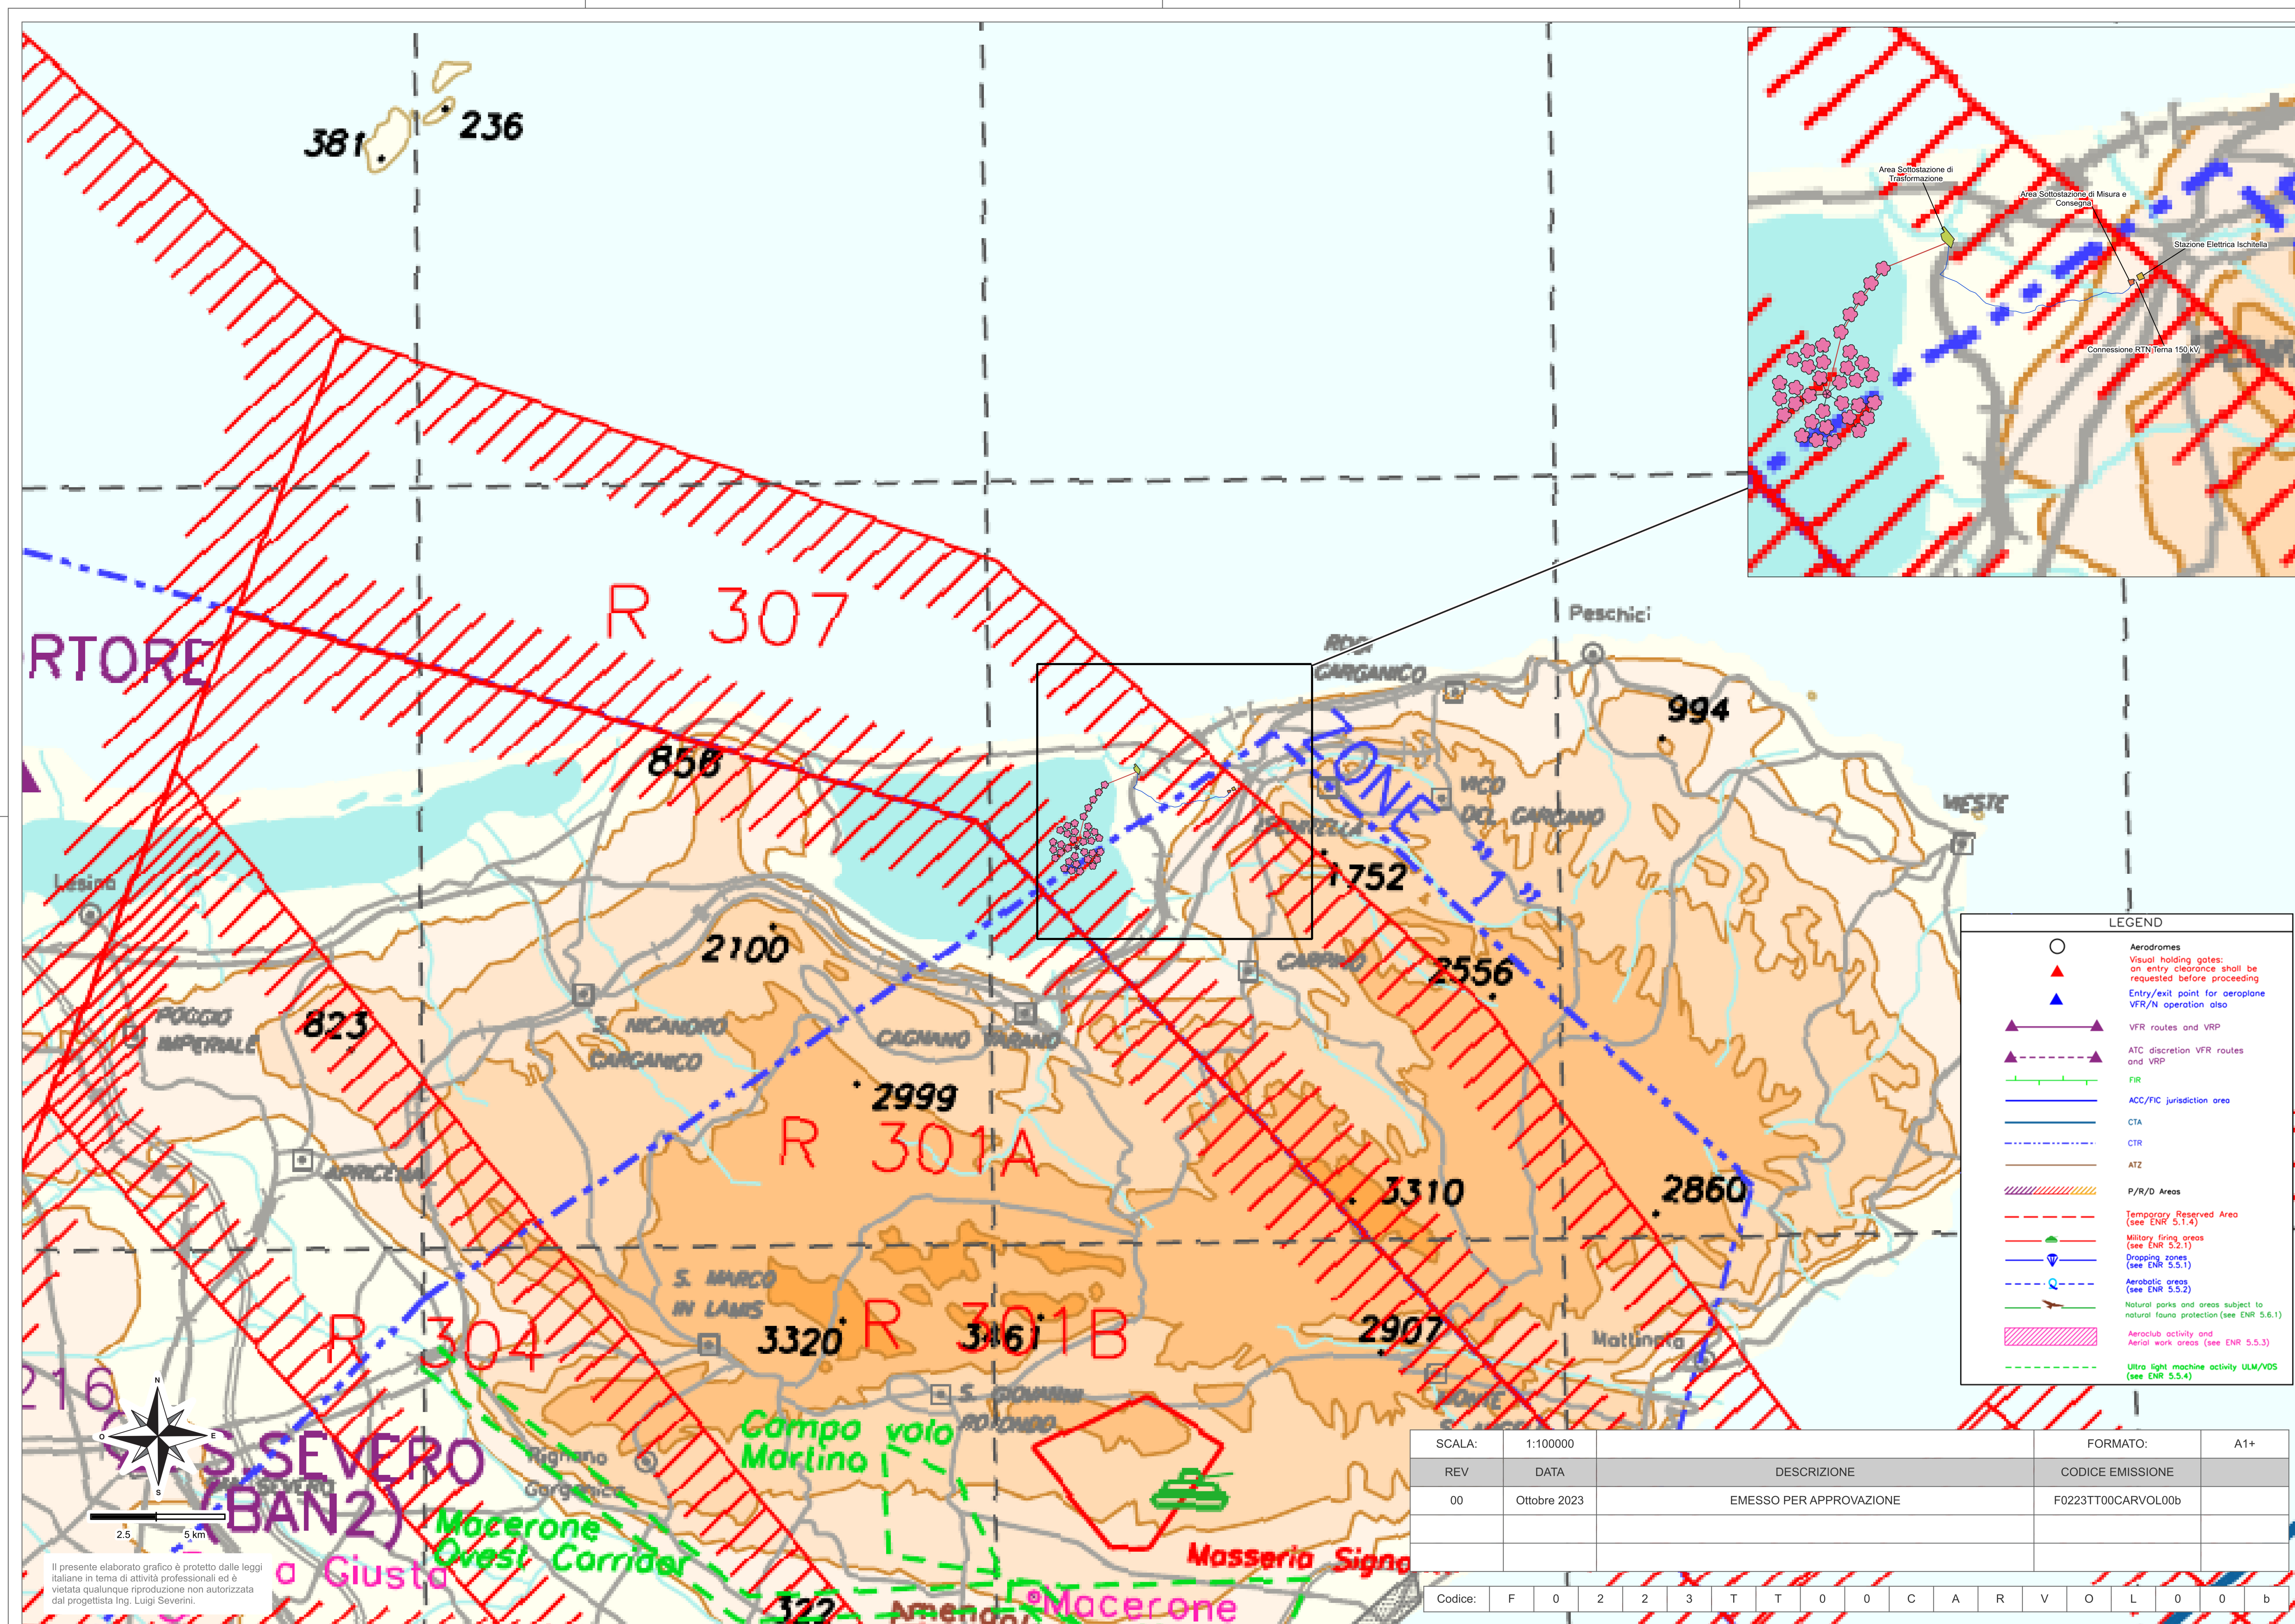 381
236
Area Sottostazione di
Trasformazione
Area Sottostazione di Misura e
Consegna
Stazione Elettrica Ischitella
Connessione RTN Terna 150 kV
R 307
RTORE
Peschici
RODI
GARGANICO
994
856
ZONE "1"
VICO
DEL GARGANO
VIESTE
ISCHITELLA
1752
Lesina
2100
2556
CARPINO
POGGIO
IMPERIALE
823
S. NICANDRO
GARGANICO
CAGNANO VARANO
2999
R 301A
APRICENA
3310
2860
S. MARCO
IN LAMIS
R 304
3320
R 301B
3461
2907
Mattinata
216
S. GIOVANNI
ROTONDO
MONTE
Campo volo
Martino
S SEVERO
(BAN2)
SEVERO
Rignano
Garganico
Macerone
Ovest Corridor
a Giusta
Masseria Signo
322
Amendo
Macerone
N
O
E
S
2.5
5 km
Il presente elaborato grafico è protetto dalle leggi
italiane in tema di attività professionali ed è
vietata qualunque riproduzione non autorizzata
dal progettista Ing. Luigi Severini.
LEGEND
Aerodromes
Visual holding gates:
an entry clearance shall be
requested before proceeding
Entry/exit point for aeroplane
VFR/N operation also
VFR routes and VRP
ATC discretion VFR routes
and VRP
FIR
ACC/FIC jurisdiction area
CTA
CTR
ATZ
P/R/D Areas
Temporary Reserved Area
(see ENR 5.1.4)
Military firing areas
(see ENR 5.2.1)
Dropping zones
(see ENR 5.5.1)
Aerobatic areas
(see ENR 5.5.2)
Natural parks and areas subject to
natural fauna protection (see ENR 5.6.1)
Aeroclub activity and
Aerial work areas (see ENR 5.5.3)
Ultra light machine activity ULM/VDS
(see ENR 5.5.4)
SCALA: 1:100000 FORMATO: A1+
REV DATA DESCRIZIONE CODICE EMISSIONE
00 Ottobre 2023 EMESSO PER APPROVAZIONE F0223TT00CARVOL00b
Codice: F 0 2 2 3 T T 0 0 C A R V O L 0 0 b